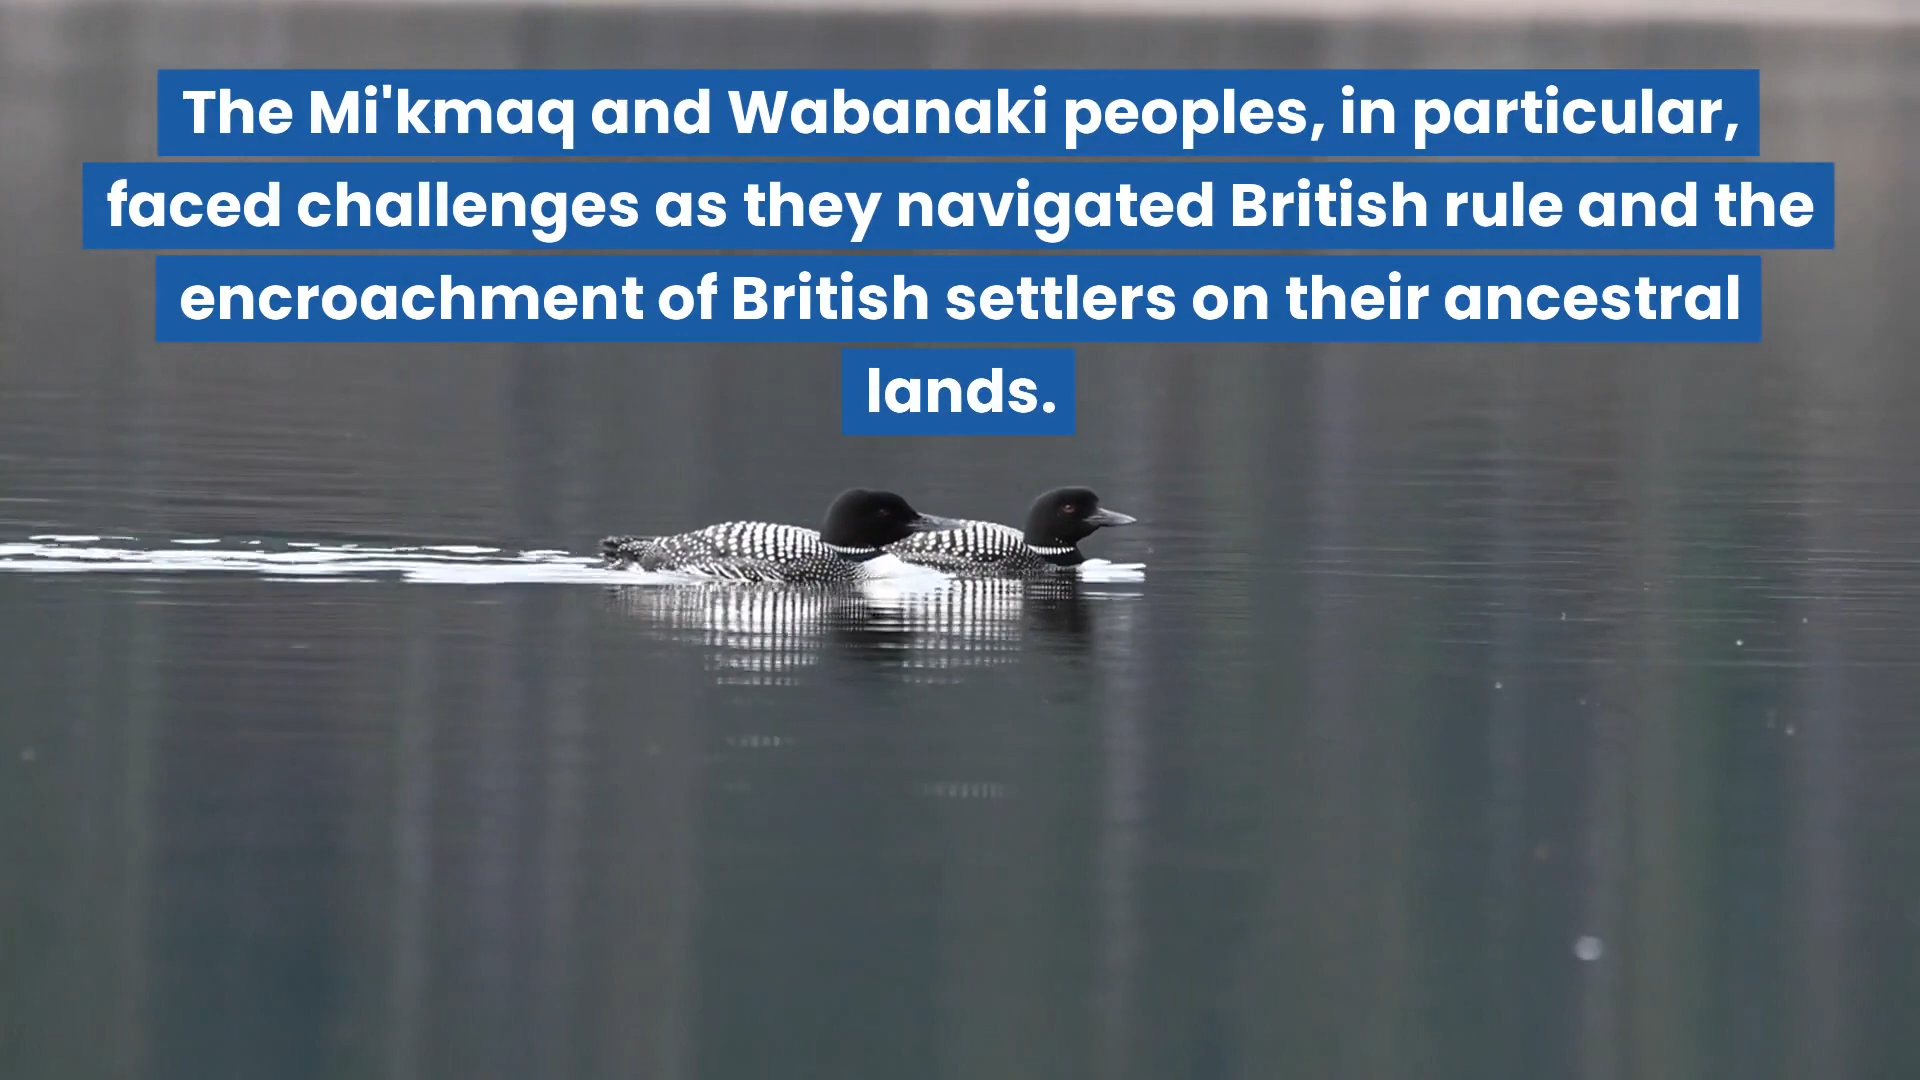 The Mi'kmaq and Wabanaki peoples, in particular,
faced challenges as they navigated British rule and the
encroachment of British settlers on their ancestral
lands.